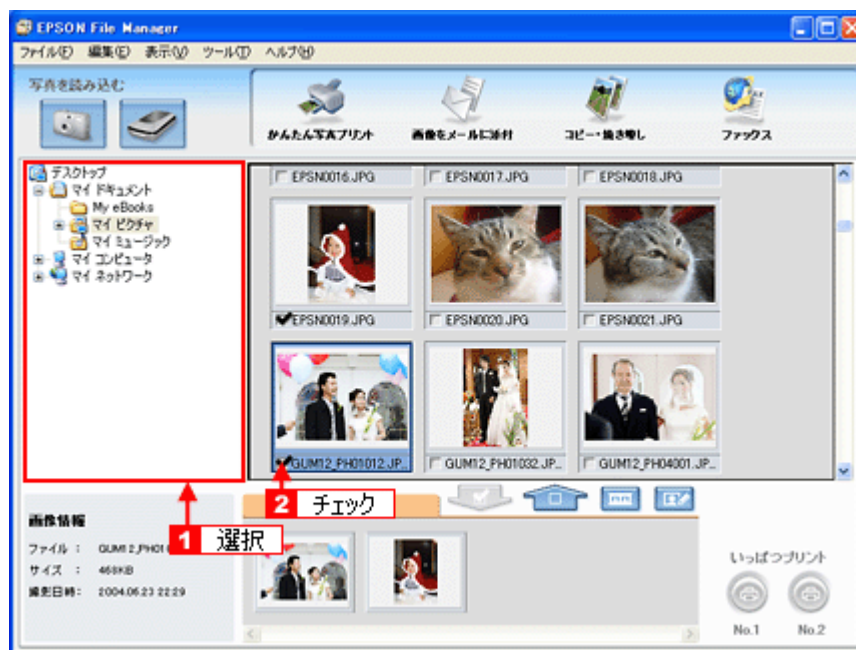 EPSON File Manager
ファイル(F) 編集(E) 表示(V) ツール(T) ヘルプ(H)
写真を読み込む
かんたん写真プリント 画像をメールに添付 コピー・焼き増し ファックス
デスクトップ
マイ ドキュメント
My eBooks
マイ ピクチャ
マイ ミュージック
マイ コンピュータ
マイ ネットワーク
EPSN0016.JPG EPSN0017.JPG EPSN0018.JPG
EPSN0019.JPG EPSN0020.JPG EPSN0021.JPG
GUM12_PH01012.JP... GUM12_PH01032.JP... GUM12_PH04001.JP...
2 チェック
1 選択
画像情報
ファイル :
サイズ : 468KB
撮影日時: 2004.06.23 22:29
いっぱつプリント
No.1 No.2